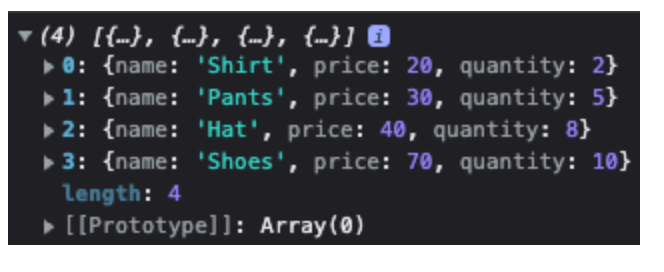 ▼(4) [{…}, {…}, {…}, {…}] i
▶0: {name: 'Shirt', price: 20, quantity: 2}
▶1: {name: 'Pants', price: 30, quantity: 5}
▶2: {name: 'Hat', price: 40, quantity: 8}
▶3: {name: 'Shoes', price: 70, quantity: 10}
length: 4
▶[[Prototype]]: Array(0)